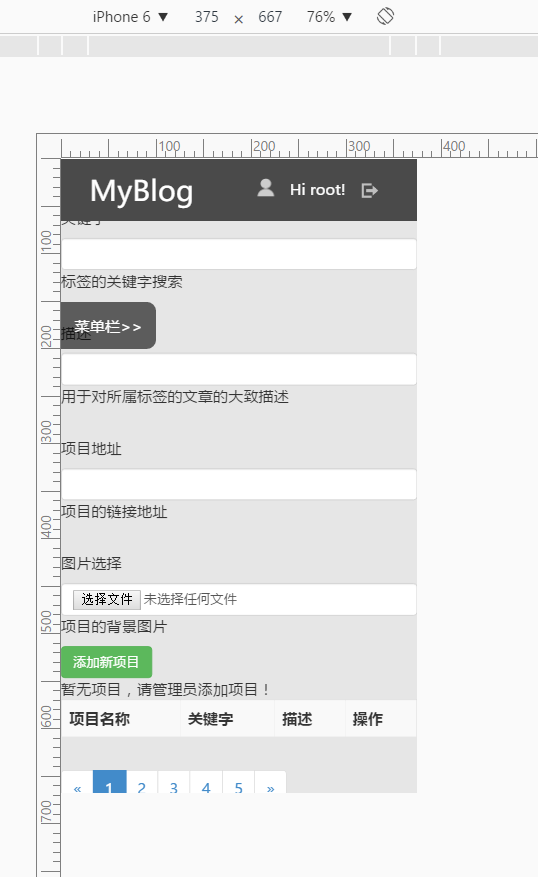 iPhone 6 ▼ 375 × 667 76% ▼
100 200 300 400
MyBlog Hi root!
标签的关键字搜索
菜单栏>>
描述
用于对所属标签的文章的大致描述
项目地址
项目的链接地址
图片选择
选择文件 未选择任何文件
项目的背景图片
添加新项目
暂无项目，请管理员添加项目！
项目名称 关键字 描述 操作
« 1 2 3 4 5 »
100
200
300
400
500
600
700